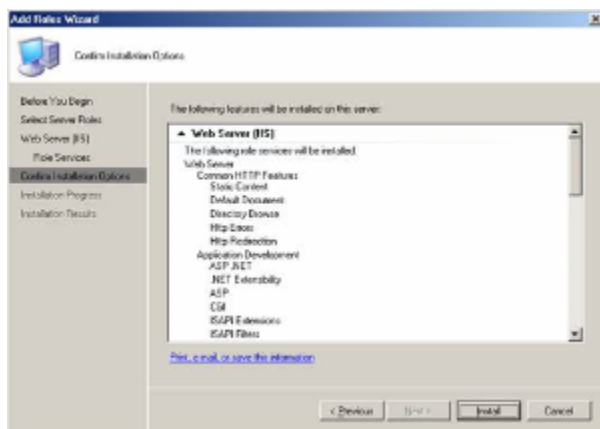 Add Roles Wizard
Confirm Installation Options
Before You Begin
Select Server Roles
Web Server (IIS)
Role Services
Confirm Installation Options
Installation Progress
Installation Results
The following features will be installed on this server:
Web Server (IIS)
The following role services will be installed
Web Server
Common HTTP Features
Static Content
Default Document
Directory Browse
Http Errors
Http Redirection
Application Development
ASP .NET
.NET Extensibility
ASP
CGI
ISAPI Extensions
ISAPI Filters
Print, e-mail, or save this information
< Previous
Next >
Install
Cancel